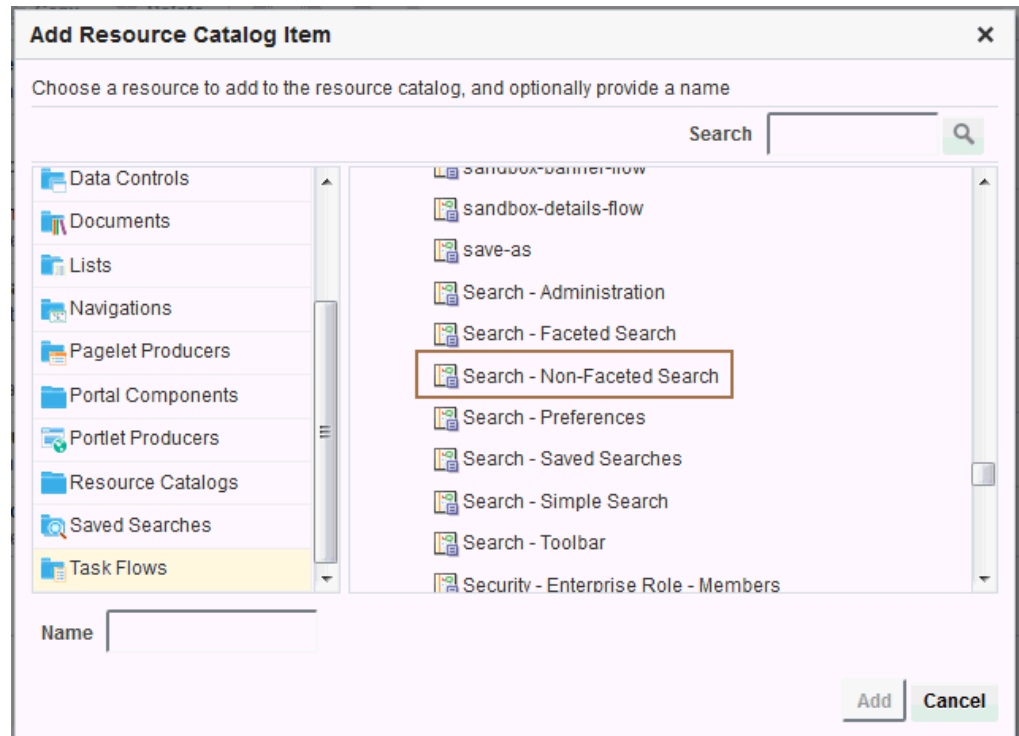 Add Resource Catalog Item
Choose a resource to add to the resource catalog, and optionally provide a name
Search
Data Controls
Documents
Lists
Navigations
Pagelet Producers
Portal Components
Portlet Producers
Resource Catalogs
Saved Searches
Task Flows
sandbox-banner-flow
sandbox-details-flow
save-as
Search - Administration
Search - Faceted Search
Search - Non-Faceted Search
Search - Preferences
Search - Saved Searches
Search - Simple Search
Search - Toolbar
Security - Enterprise Role - Members
Name
Add
Cancel